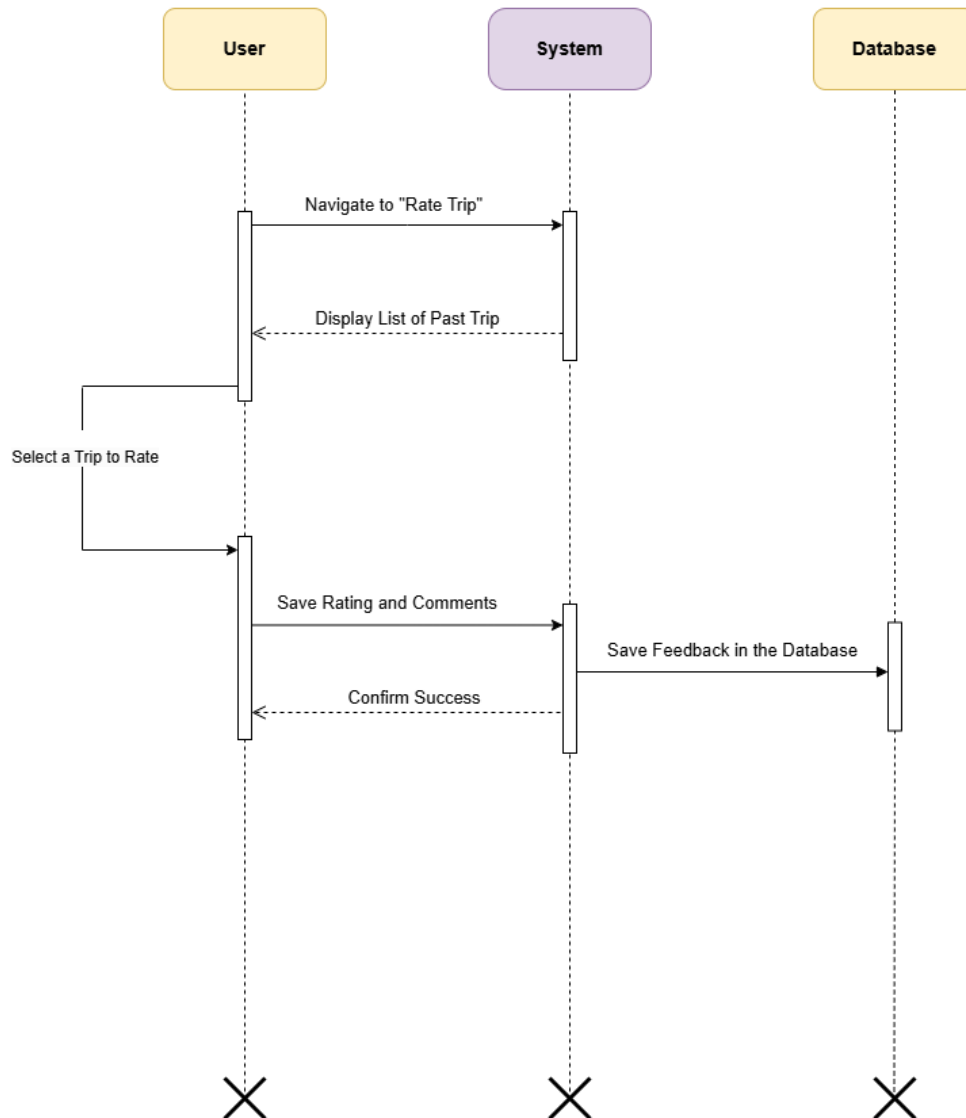 User
System
Database
Navigate to "Rate Trip"
Display List of Past Trip
Select a Trip to Rate
Save Rating and Comments
Save Feedback in the Database
Confirm Success